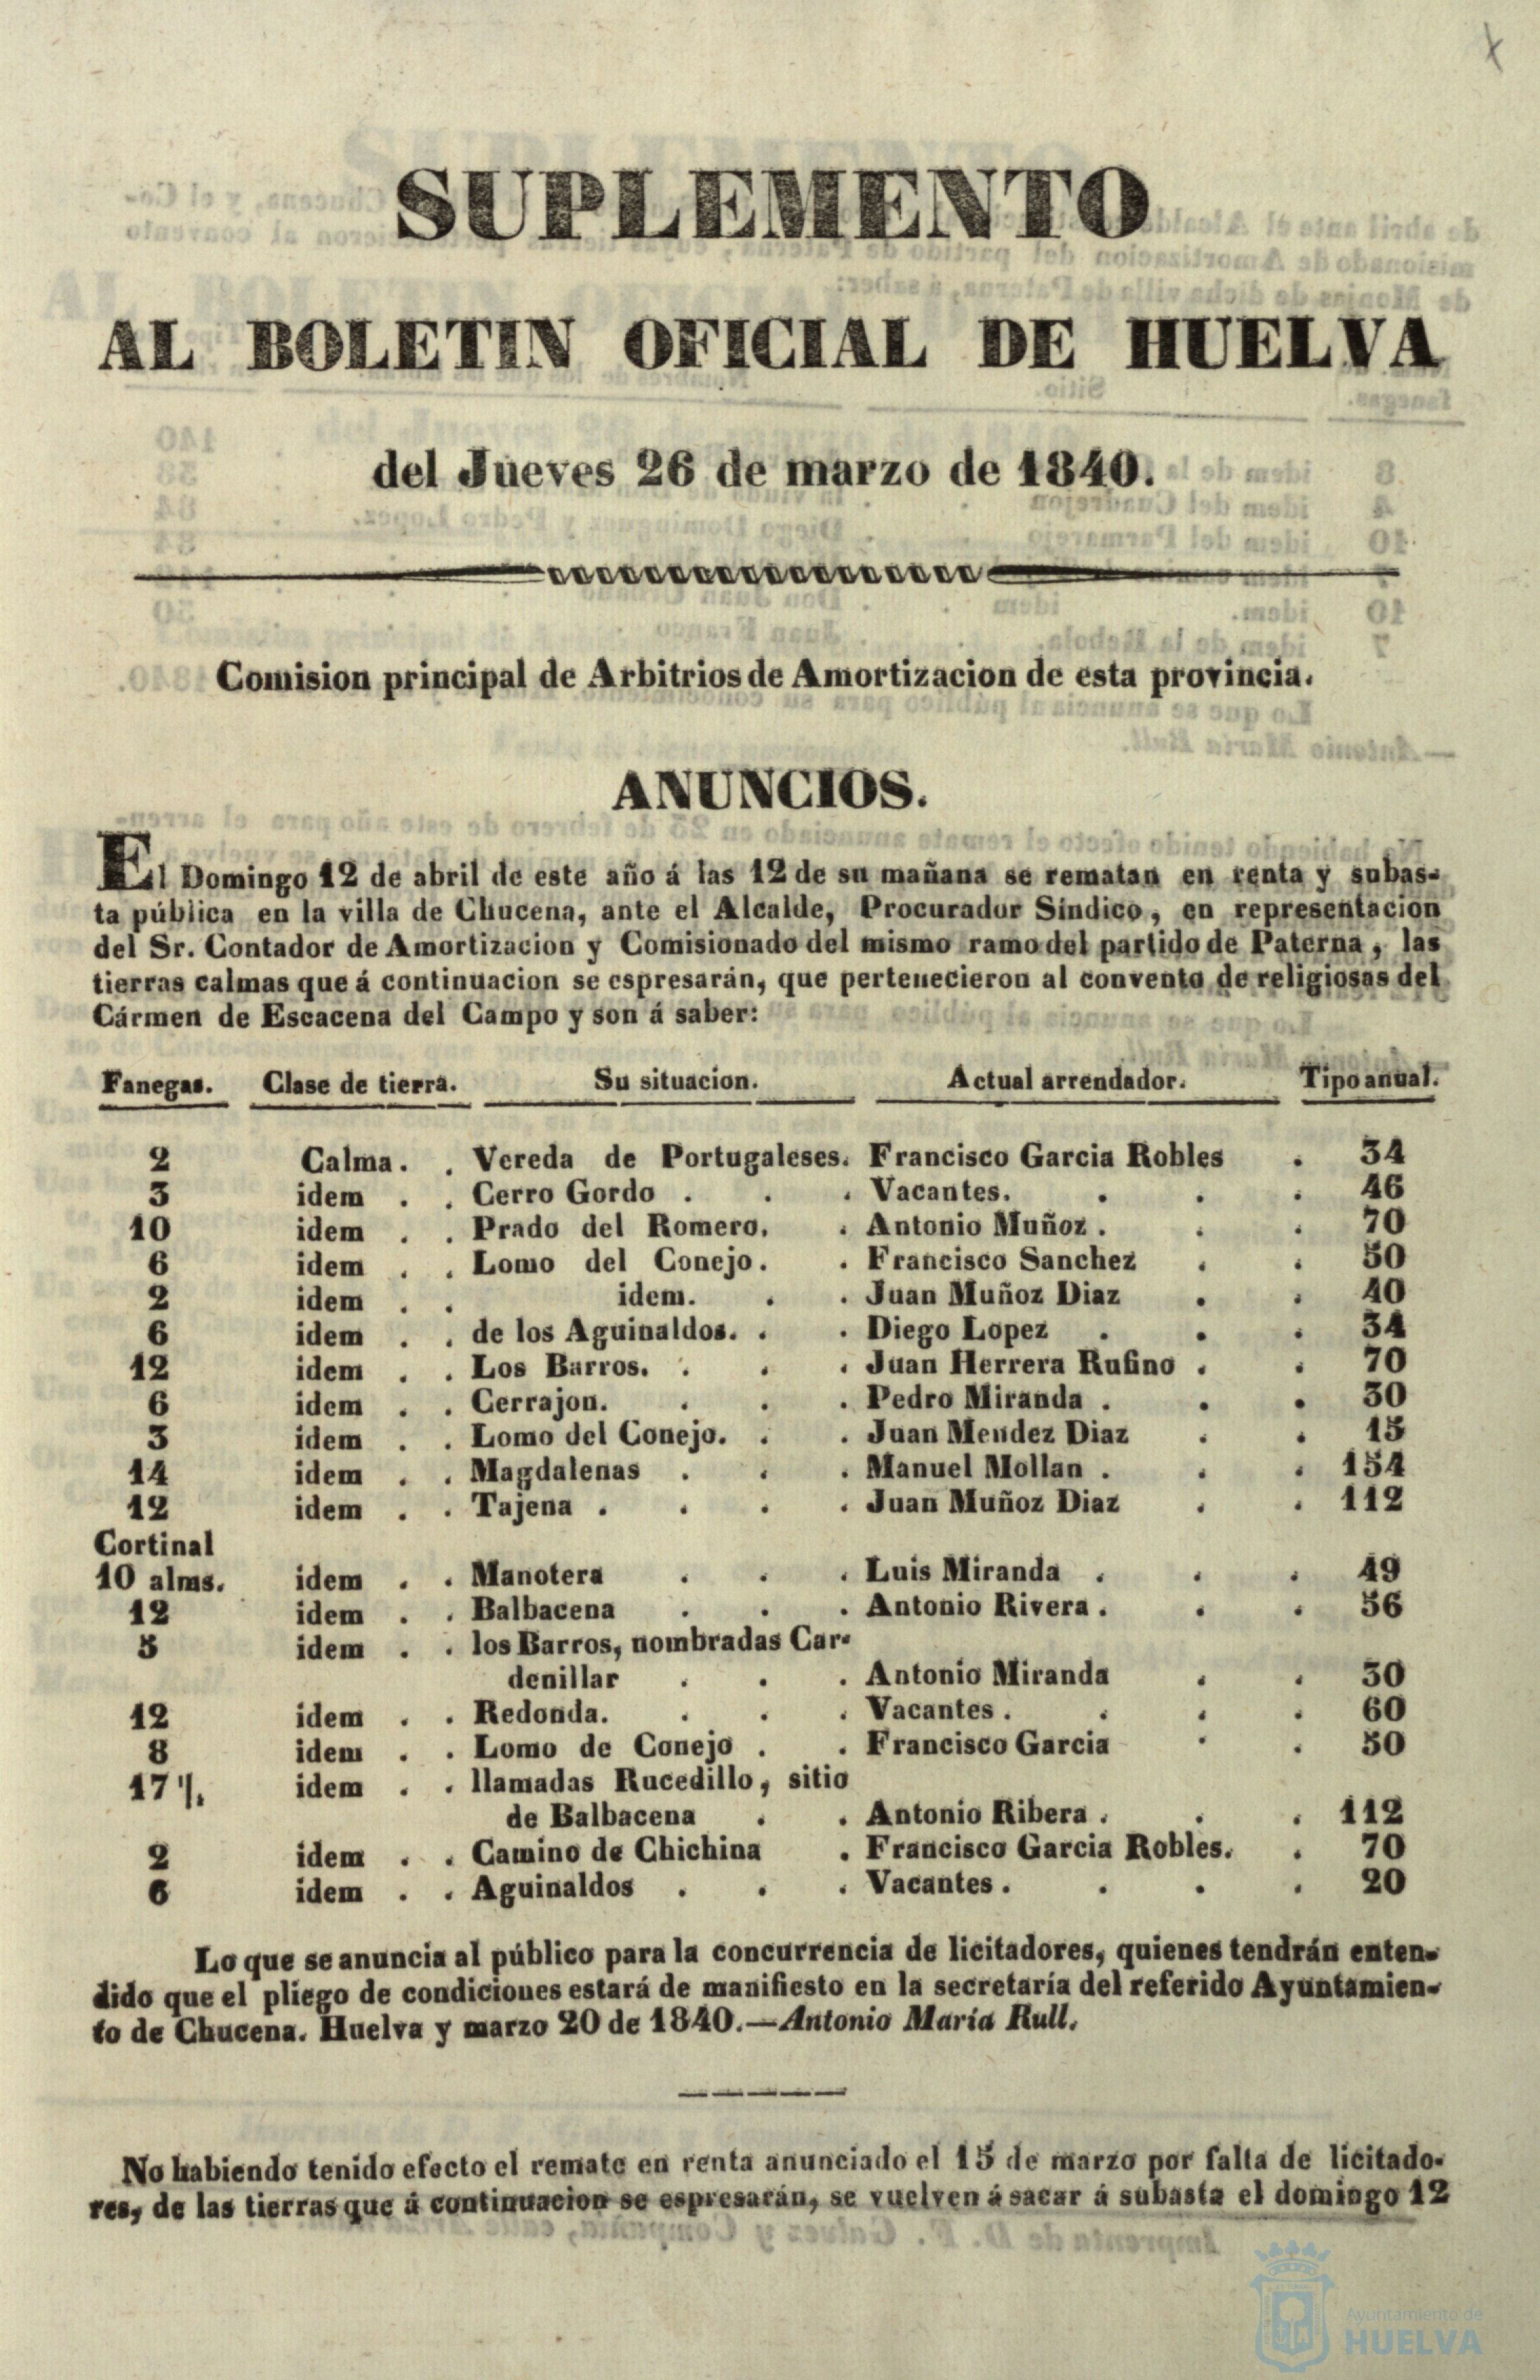 SUPLEMENTO
AL BOLETIN OFICIAL DE HUELVA
del Jueves 26 de marzo de 1840.
Comision principal de Arbitrios de Amortizacion de esta provincia.
ANUNCIOS.
El Domingo 12 de abril de este año á las 12 de su mañana se rematan en renta y subas-
ta pública en la villa de Chucena, ante el Alcalde, Procurador Síndico, en representacion
del Sr. Contador de Amortizacion y Comisionado del mismo ramo del partido de Paterna, las
tierras calmas que á continuacion se espresarán, que pertenecieron al convento de religiosas del
Cármen de Escacena del Campo y son á saber:
Fanegas. Clase de tierra. Su situacion. Actual arrendador. Tipo anual.
2 Calma. . Vereda de Portugaleses. Francisco Garcia Robles . 34
3 idem . . Cerro Gordo . . . Vacantes. . . . 46
10 idem . . Prado del Romero. . Antonio Muñoz . . . 70
6 idem . . Lomo del Conejo. . Francisco Sanchez . . 50
2 idem . . idem. . . Juan Muñoz Diaz . . 40
6 idem . . de los Aguinaldos. . . Diego Lopez . . . 34
12 idem . . Los Barros. . . . Juan Herrera Rufino . . 70
6 idem . . Cerrajon. . . . Pedro Miranda . . . 30
3 idem . . Lomo del Conejo. . . Juan Mendez Diaz . . 15
14 idem . . Magdalenas . . . Manuel Mollan . . . 154
12 idem . . Tajena . . . . Juan Muñoz Diaz . . 112
Cortinal
10 alms. idem . . Manotera . . . Luis Miranda . . . 49
12 idem . . Balbacena . . . Antonio Rivera . . . 56
5 idem . . los Barros, nombradas Car-
denillar . . . Antonio Miranda . . 30
12 idem . . Redonda. . . . Vacantes . . . . 60
8 idem . . Lomo de Conejo . . Francisco Garcia . . 50
17 idem . . llamadas Rucedillo, sitio
de Balbacena . . Antonio Ribera . . . 112
2 idem . . Camino de Chichina . Francisco Garcia Robles. . 70
6 idem . . Aguinaldos . . . Vacantes . . . . 20
Lo que se anuncia al público para la concurrencia de licitadores, quienes tendrán enten-
dido que el pliego de condiciones estará de manifiesto en la secretaría del referido Ayuntamien-
to de Chucena. Huelva y marzo 20 de 1840.—Antonio María Rull.
No habiendo tenido efecto el remate en renta anunciado el 15 de marzo por falta de licitado-
res, de las tierras que á continuacion se espresarán, se vuelven á sacar á subasta el domingo 12
Ayuntamiento de
HUELVA